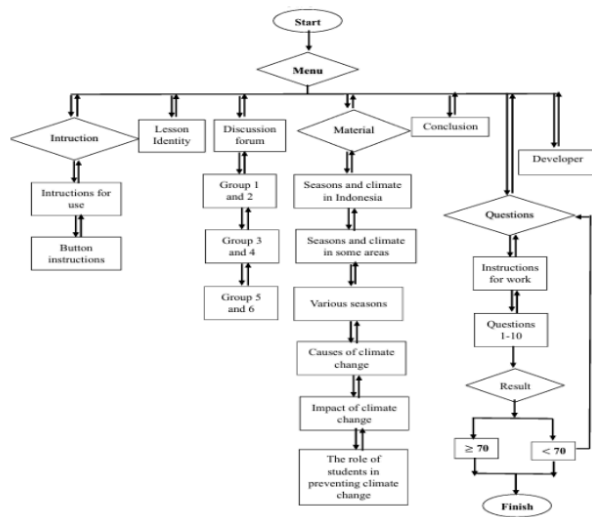 Start
Menu
Intruction
Lesson
Identity
Discussion
forum
Material
Conclusion
Developer
Intructions for
use
Button
instructions
Group 1
and 2
Group 3
and 4
Group 5
and 6
Seasons and climate
in Indonesia
Seasons and climate
in some areas
Various seasons
Causes of climate
change
Impact of climate
change
The role of
students in
preventing climate
change
Questions
Instructions
for work
Questions
1-10
Result
≥ 70
< 70
Finish